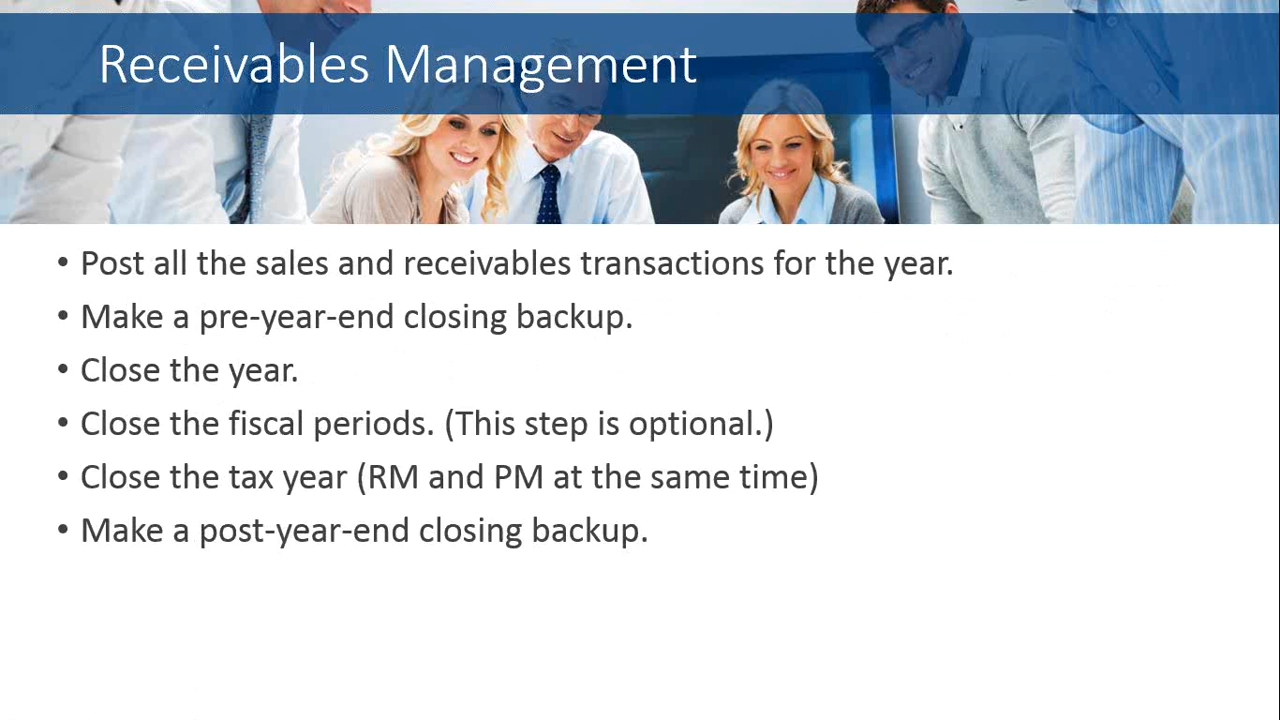 Receivables Management
• Post all the sales and receivables transactions for the year.
• Make a pre-year-end closing backup.
• Close the year.
• Close the fiscal periods. (This step is optional.)
• Close the tax year (RM and PM at the same time)
• Make a post-year-end closing backup.